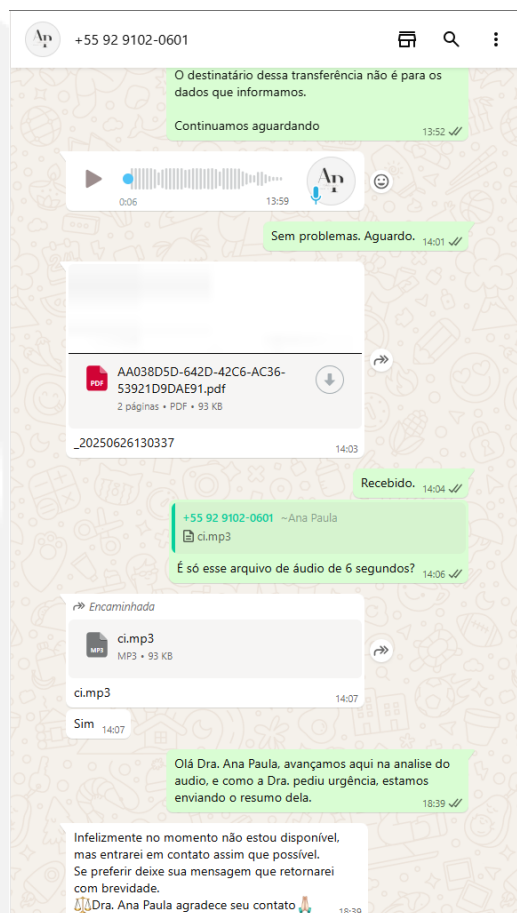 Ap
+55 92 9102-0601
O destinatário dessa transferência não é para os
dados que informamos.
Continuamos aguardando
13:52
Ap
0:06
13:59
Sem problemas. Aguardo.
14:01
PDF
AA038D5D-642D-42C6-AC36-
53921D9DAE91.pdf
2 páginas • PDF • 93 KB
_20250626130337
14:03
Recebido.
14:04
+55 92 9102-0601 ~Ana Paula
ci.mp3
É só esse arquivo de áudio de 6 segundos?
14:06
Encaminhada
MP3
ci.mp3
MP3 • 93 KB
ci.mp3
14:07
Sim
14:07
Olá Dra. Ana Paula, avançamos aqui na analise do
audio, e como a Dra. pediu urgência, estamos
enviando o resumo dela.
18:39
Infelizmente no momento não estou disponível,
mas entrarei em contato assim que possível.
Se preferir deixe sua mensagem que retornarei
com brevidade.
⚖️Dra. Ana Paula agradece seu contato🙏🏻
18:39